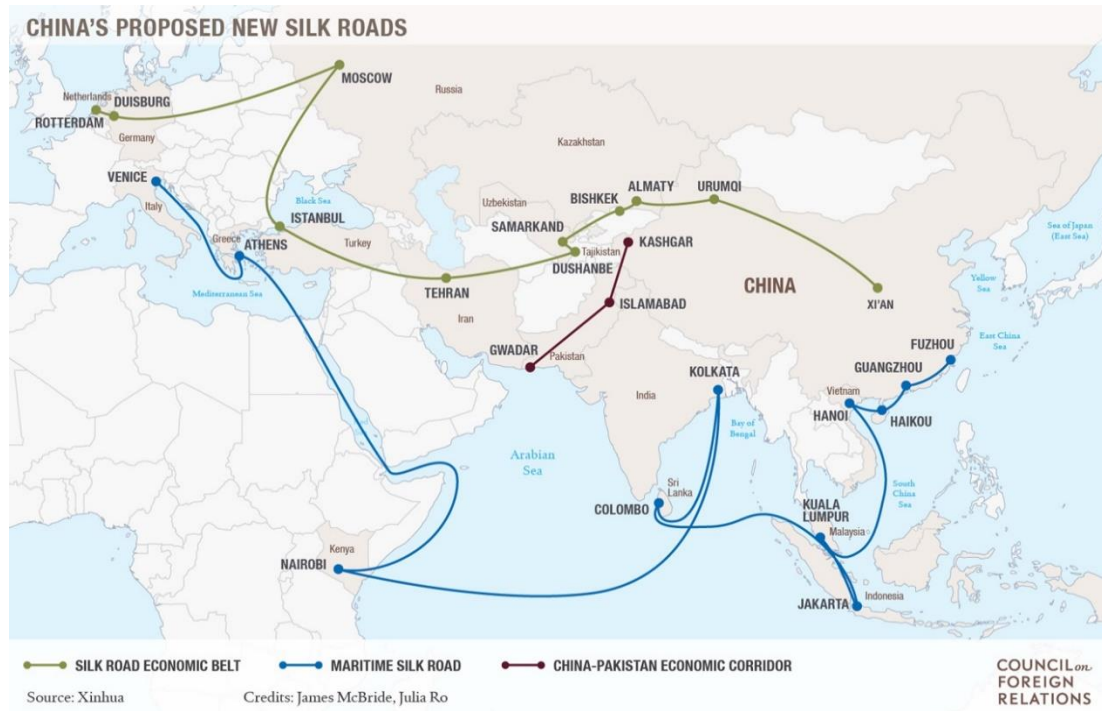 CHINA'S PROPOSED NEW SILK ROADS
MOSCOW
Netherlands
DUISBURG
Russia
ROTTERDAM
Germany
Kazakhstan
VENICE
ALMATY
URUMQI
BISHKEK
Black Sea
Uzbekistan
Italy
ISTANBUL
SAMARKAND
Sea of Japan
(East Sea)
Greece
ATHENS
Turkey
Tajikistan
KASHGAR
DUSHANBE
Yellow
Sea
Mediterranean Sea
TEHRAN
CHINA
XI'AN
ISLAMABAD
Iran
East China
Sea
GWADAR
Pakistan
FUZHOU
KOLKATA
GUANGZHOU
India
Vietnam
HANOI
HAIKOU
Bay of
Bengal
Arabian
Sea
Sri
Lanka
South
China
Sea
COLOMBO
KUALA
LUMPUR
Malaysia
Kenya
NAIROBI
Indonesia
JAKARTA
SILK ROAD ECONOMIC BELT
MARITIME SILK ROAD
CHINA-PAKISTAN ECONOMIC CORRIDOR
Source: Xinhua
Credits: James McBride, Julia Ro
COUNCIL on
FOREIGN
RELATIONS